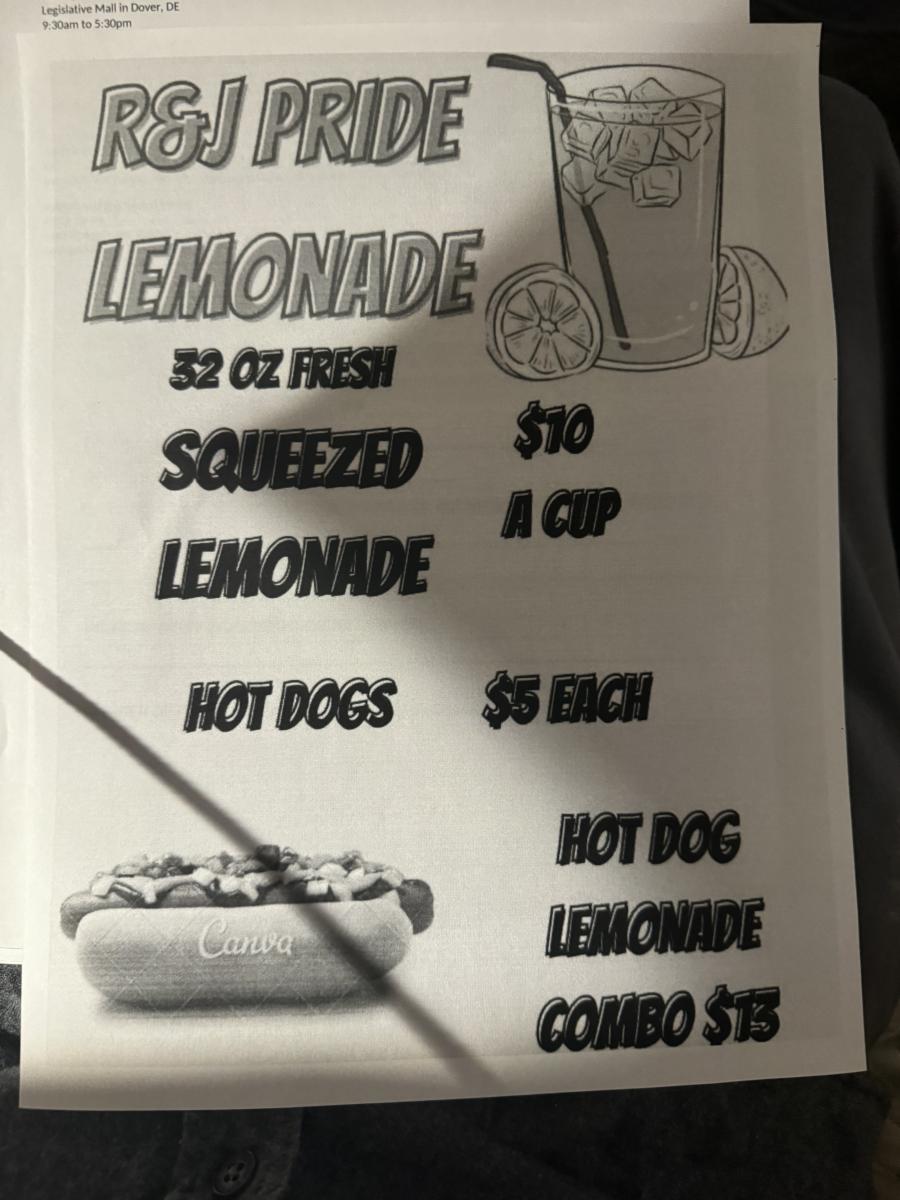 Legislative Mall in Dover, DE
9:30am to 5:30pm
R&J PRIDE
LEMONADE
32 OZ FRESH
SQUEEZED
LEMONADE
$10
A CUP
HOT DOGS $5 EACH
Canva
HOT DOG
LEMONADE
COMBO $13